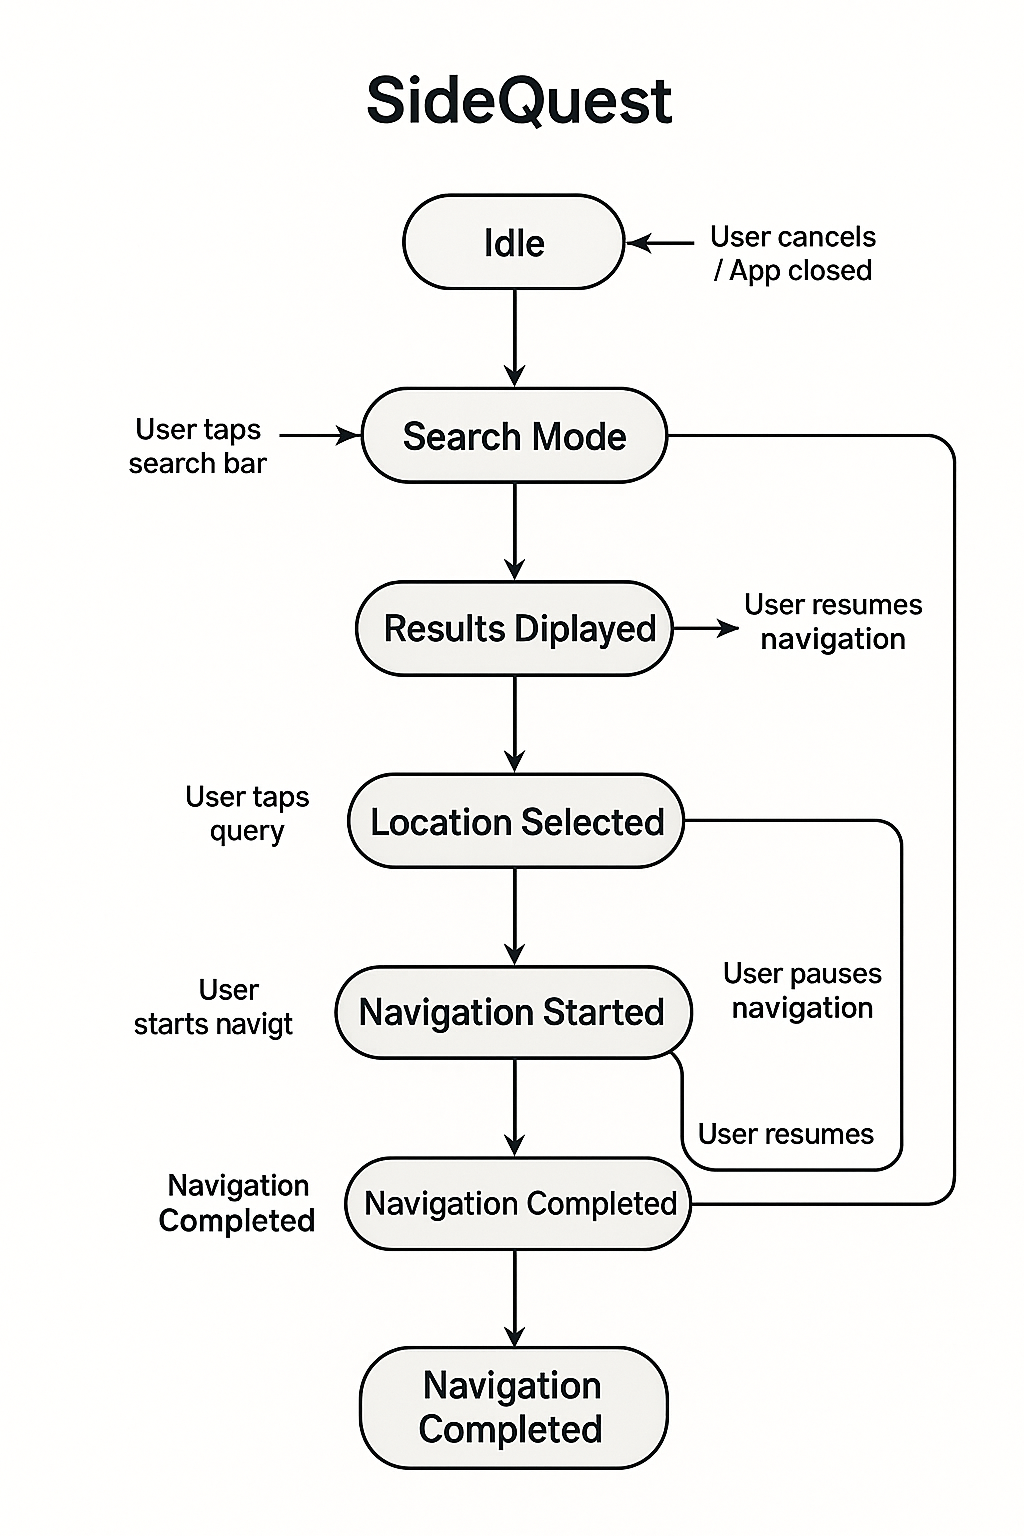 SideQuest
Idle
User cancels
/ App closed
User taps
search bar
Search Mode
Results Diplayed
User resumes
navigation
User taps
query
Location Selected
User
starts navigt
Navigation Started
User pauses
navigation
User resumes
Navigation
Completed
Navigation Completed
Navigation
Completed